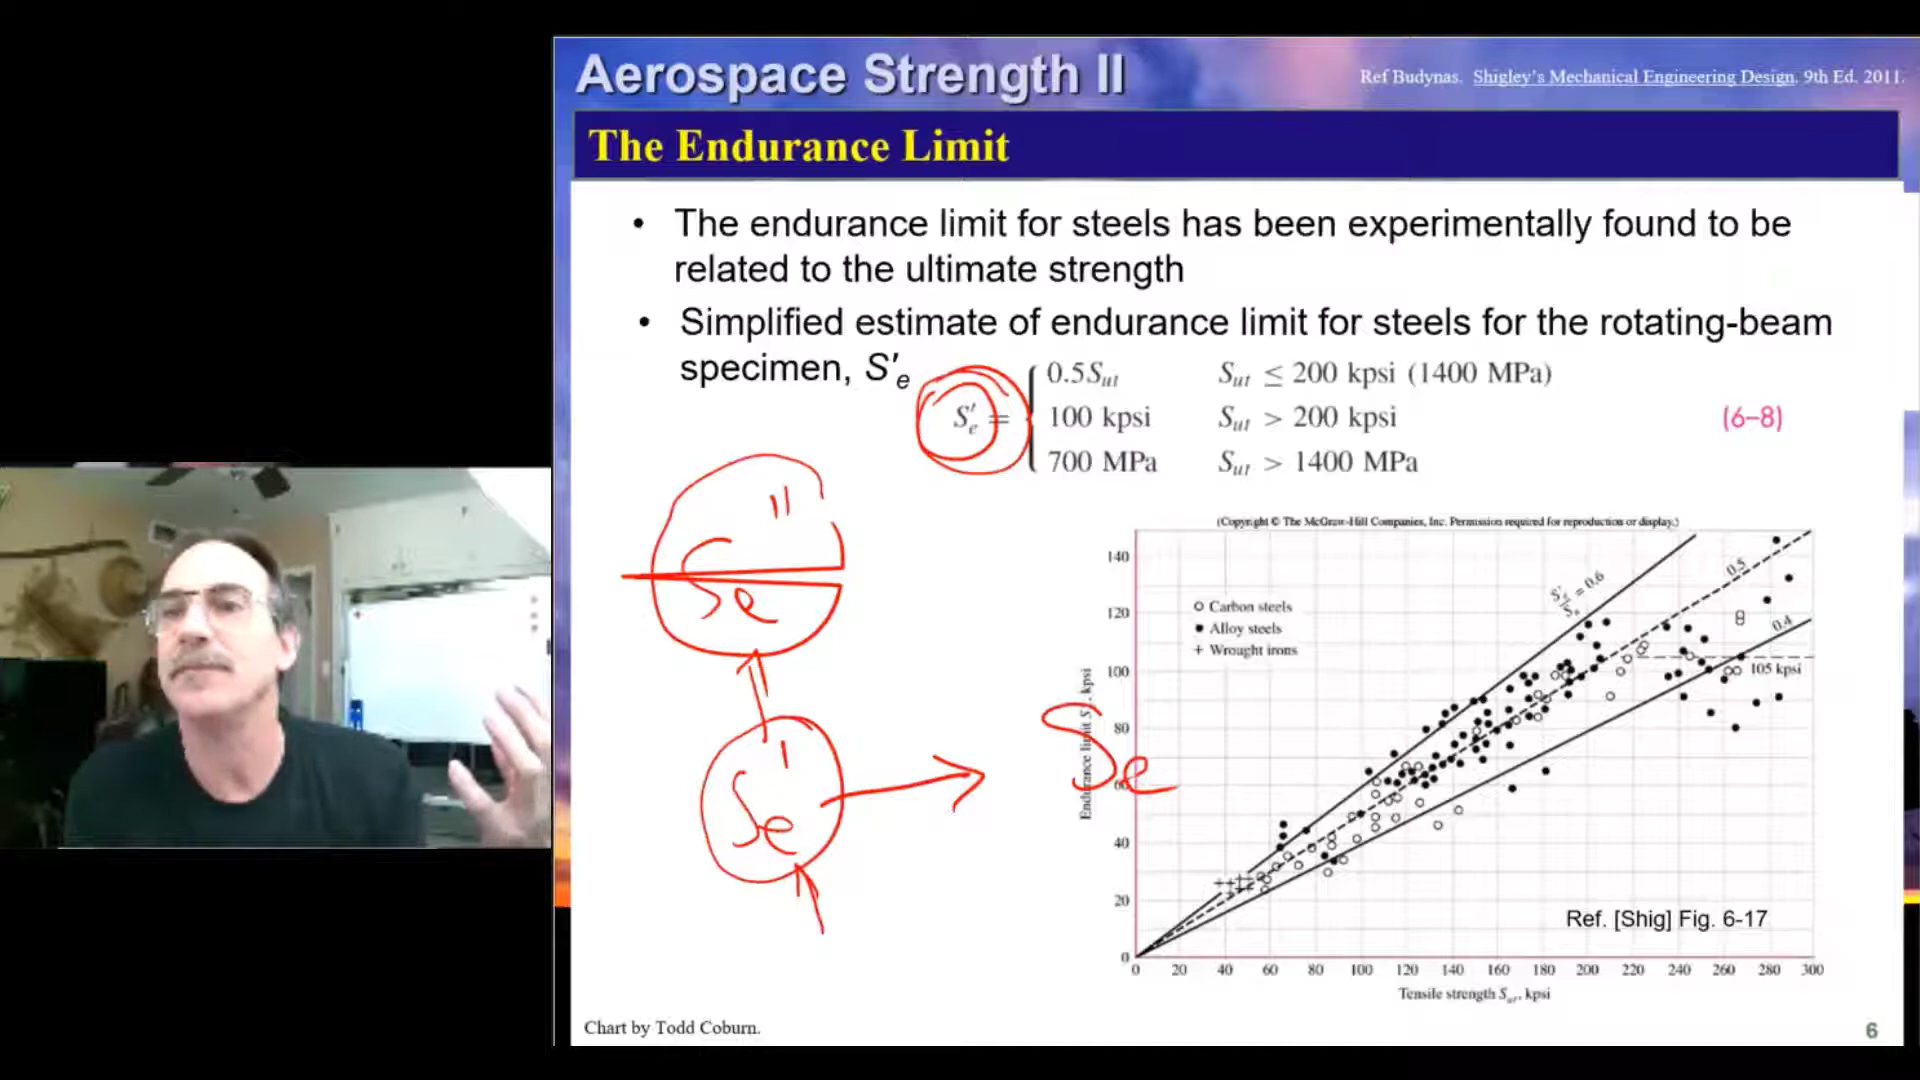 Aerospace Strength II
Ref Budynas. Shigley's Mechanical Engineering Design. 9th Ed. 2011.
The Endurance Limit
• The endurance limit for steels has been experimentally found to be
related to the ultimate strength
• Simplified estimate of endurance limit for steels for the rotating-beam
specimen, S′e
S′e = { 0.5Sut Sut ≤ 200 kpsi (1400 MPa)
100 kpsi Sut > 200 kpsi
700 MPa Sut > 1400 MPa
(6–8)
Se"
Se
Se'
Se
(Copyright © The McGraw-Hill Companies, Inc. Permission required for reproduction or display.)
Carbon steels
Alloy steels
Wrought irons
S′e/Su = 0.6
0.5
0.4
105 kpsi
Endurance limit S′e, kpsi
140
120
100
80
60
40
20
0
0 20 40 60 80 100 120 140 160 180 200 220 240 260 280 300
Tensile strength Sut, kpsi
Ref. [Shig] Fig. 6-17
Chart by Todd Coburn.
6